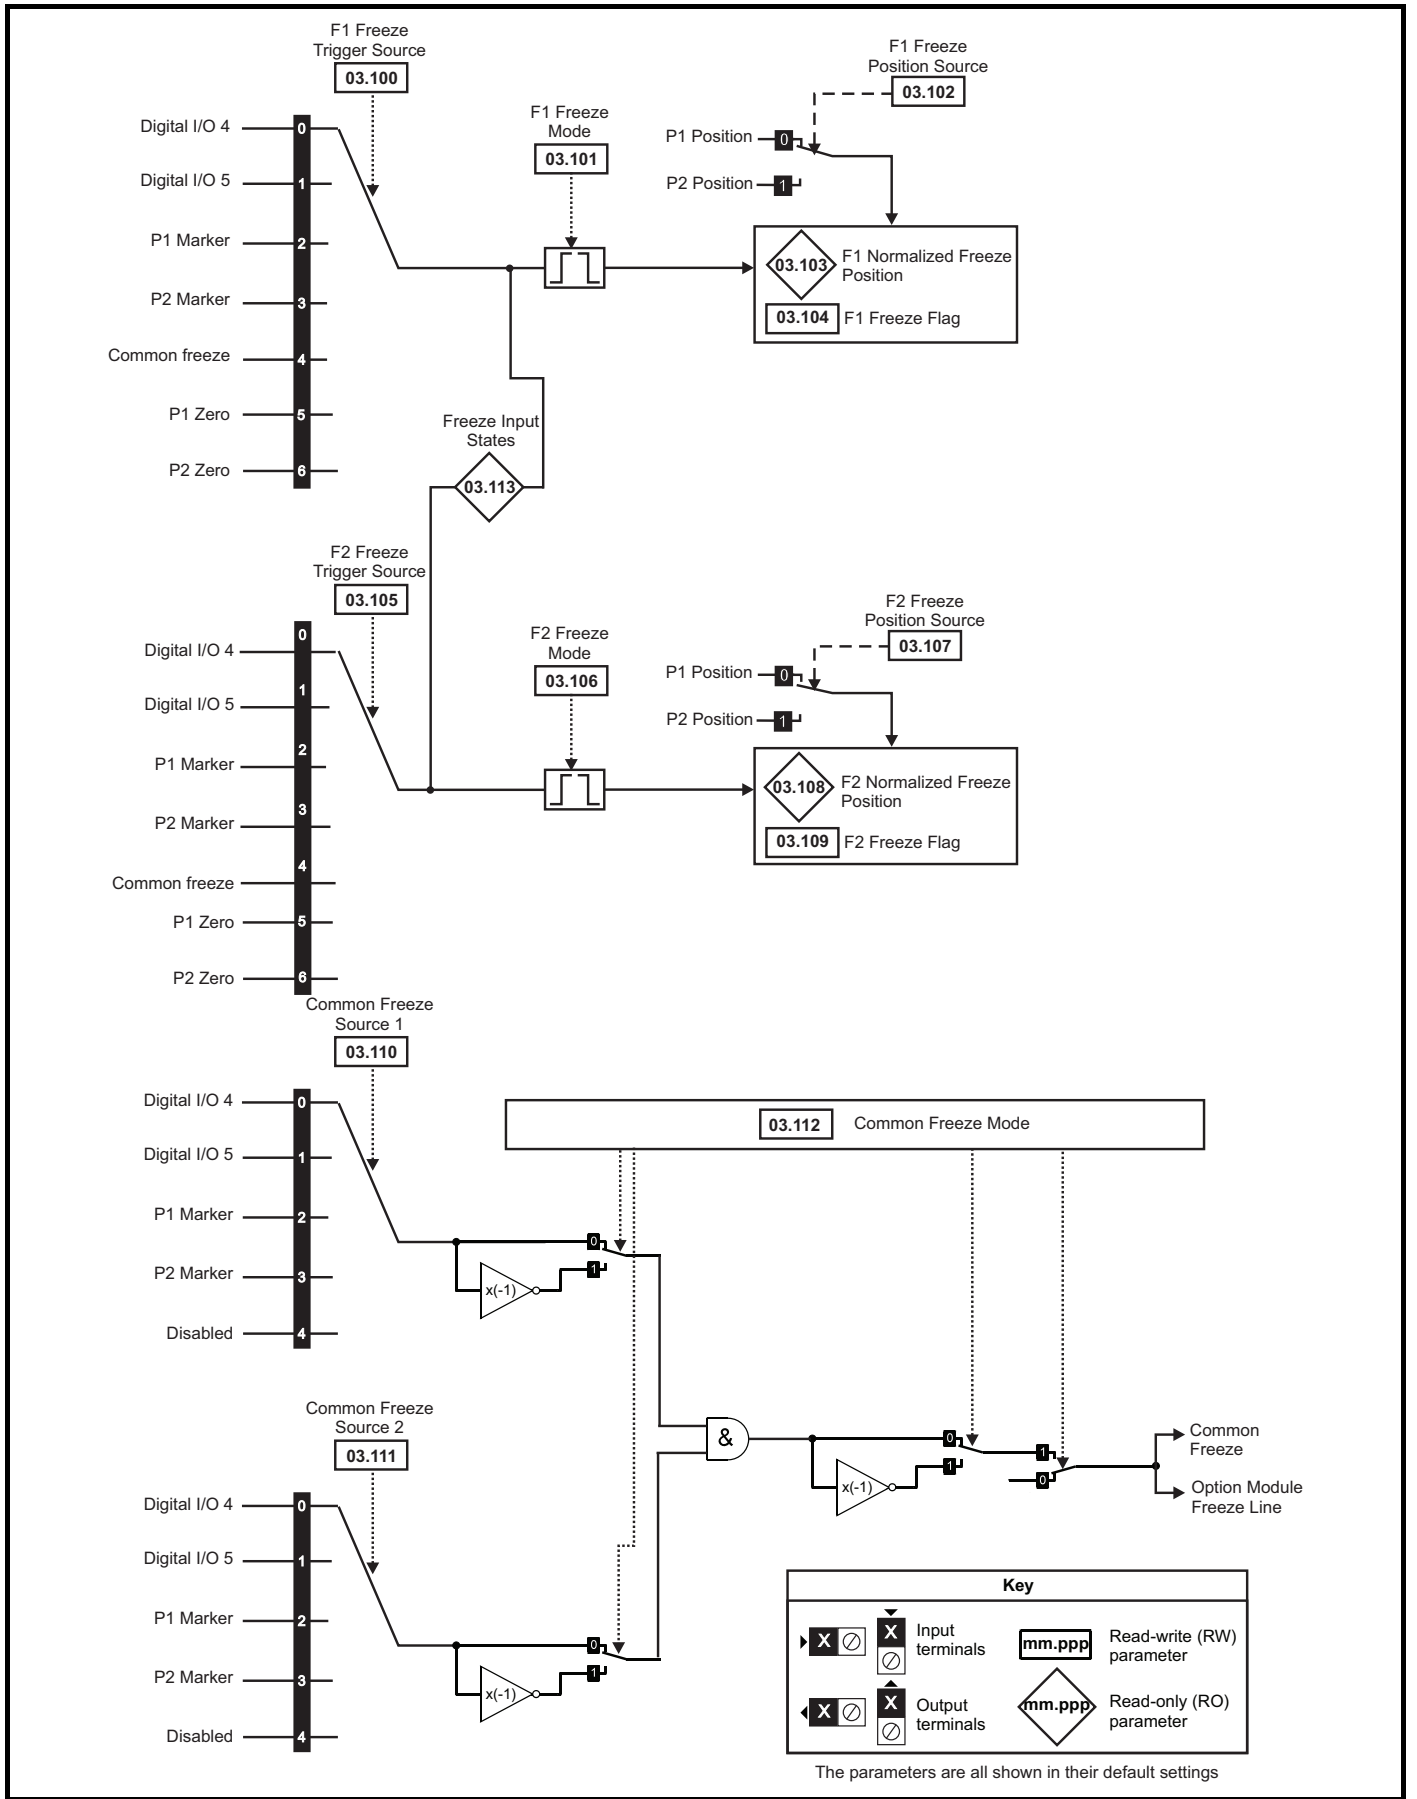 F1 Freeze
Trigger Source
03.100
Digital I/O 4
0
Digital I/O 5
1
P1 Marker
2
P2 Marker
3
Common freeze
4
P1 Zero
5
P2 Zero
6
F1 Freeze
Mode
03.101
F1 Freeze
Position Source
03.102
P1 Position
0
P2 Position
1
03.103
F1 Normalized Freeze
Position
03.104
F1 Freeze Flag
Freeze Input
States
03.113
F2 Freeze
Trigger Source
03.105
0
Digital I/O 4
1
Digital I/O 5
2
P1 Marker
3
P2 Marker
4
Common freeze
P1 Zero
5
P2 Zero
6
F2 Freeze
Mode
03.106
F2 Freeze
Position Source
03.107
P1 Position
0
P2 Position
1
03.108
F2 Normalized Freeze
Position
03.109
F2 Freeze Flag
Common Freeze
Source 1
03.110
Digital I/O 4
0
Digital I/O 5
1
P1 Marker
2
P2 Marker
3
Disabled
4
03.112
Common Freeze Mode
0
1
x(-1)
Common Freeze
Source 2
03.111
Digital I/O 4
0
Digital I/O 5
1
P1 Marker
2
P2 Marker
3
Disabled
4
0
1
x(-1)
&
0
1
x(-1)
1
0
Common
Freeze
Option Module
Freeze Line
Key
X
X
Input
terminals
mm.ppp
Read-write (RW)
parameter
X
X
Output
terminals
mm.ppp
Read-only (RO)
parameter
The parameters are all shown in their default settings